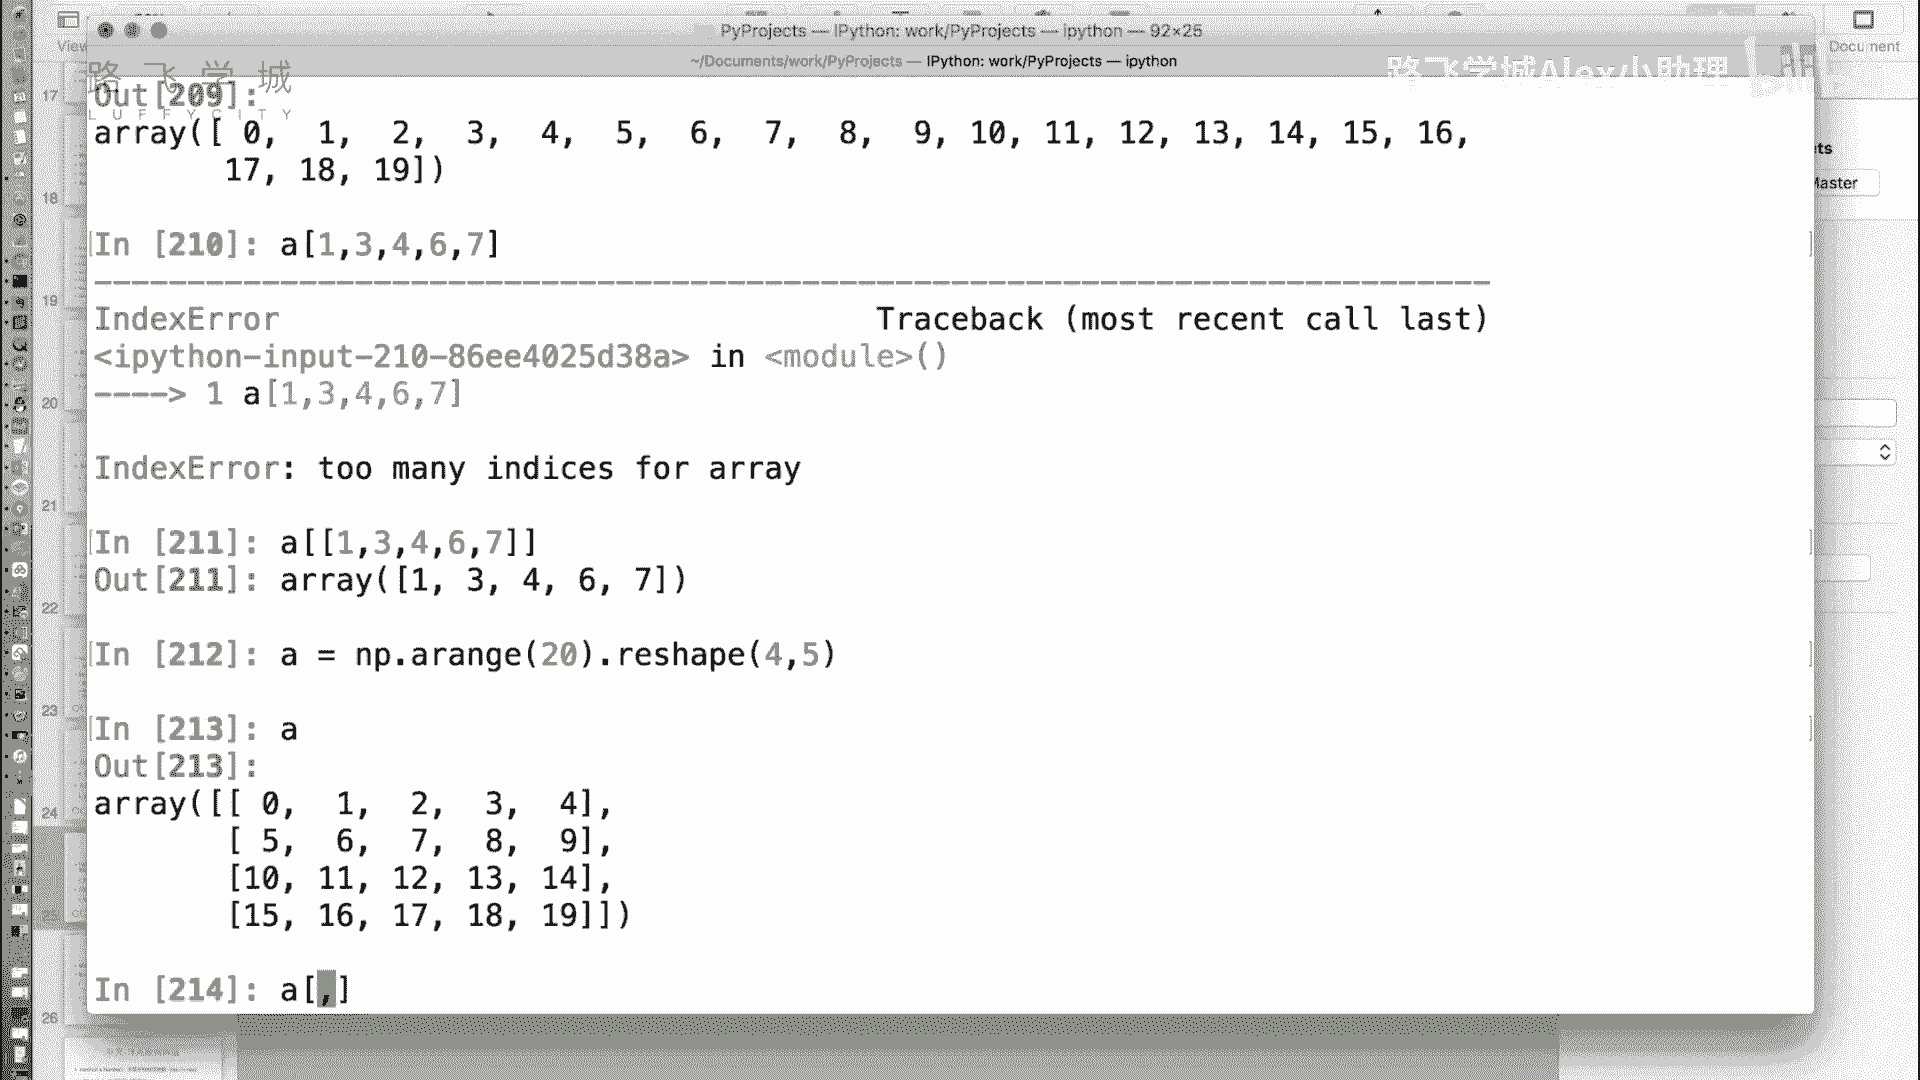 PyProjects — IPython: work/PyProjects — ipython — 92×25
View
Document
~/Documents/work/PyProjects — IPython: work/PyProjects — ipython
路飞学城
LUFFYCITY
路飞学城Alex小助理
Out[209]:
array([ 0, 1, 2, 3, 4, 5, 6, 7, 8, 9, 10, 11, 12, 13, 14, 15, 16,
17, 18, 19])
In [210]: a[1,3,4,6,7]
IndexError Traceback (most recent call last)
<ipython-input-210-86ee4025d38a> in <module>()
----> 1 a[1,3,4,6,7]
IndexError: too many indices for array
In [211]: a[[1,3,4,6,7]]
Out[211]: array([1, 3, 4, 6, 7])
In [212]: a = np.arange(20).reshape(4,5)
In [213]: a
Out[213]:
array([[ 0, 1, 2, 3, 4],
[ 5, 6, 7, 8, 9],
[10, 11, 12, 13, 14],
[15, 16, 17, 18, 19]])
In [214]: a[,]
17
18
19
20
21
22
23
24
25
26